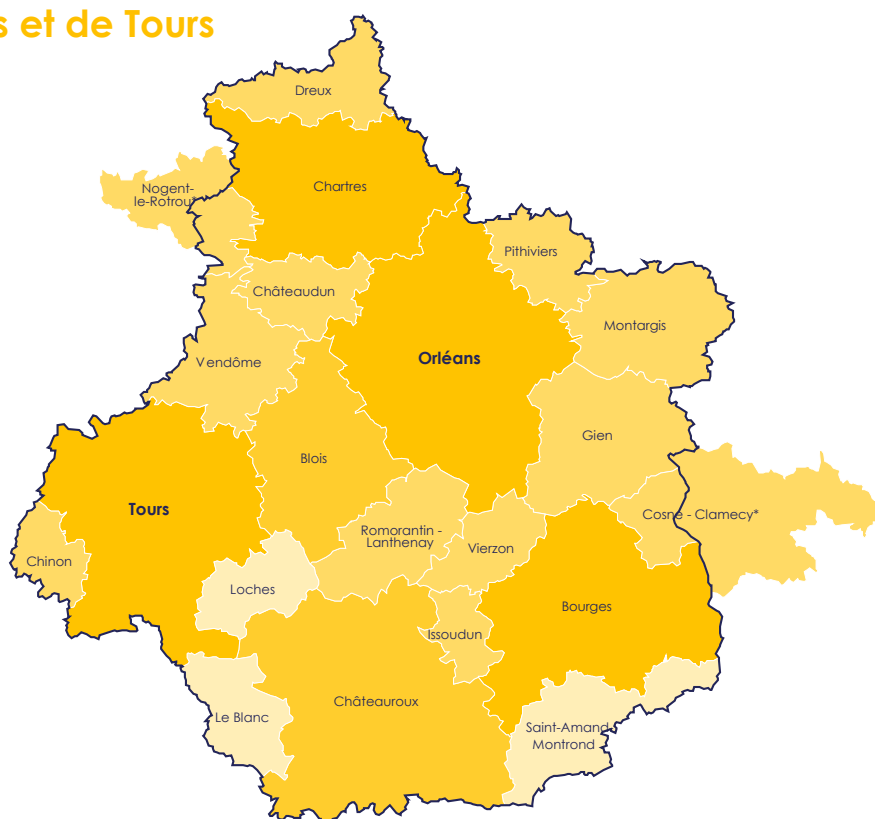 s et de Tours
Dreux
Chartres
Nogent-
le-Rotrou*
Pithiviers
Châteaudun
Montargis
Vendôme
Orléans
Gien
Blois
Tours
Cosne - Clamecy*
Romorantin -
Lanthenay
Vierzon
Chinon
Loches
Bourges
Issoudun
Châteauroux
Le Blanc
Saint-Amand-
Montrond